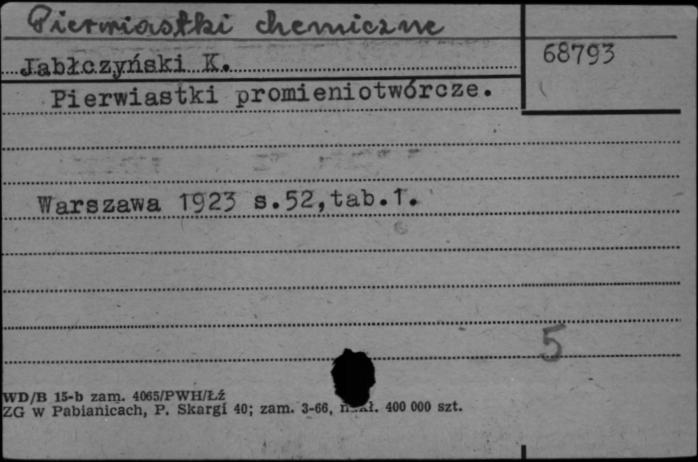 Pierwiastki chemiczne
68793
Jabłczyński K.
Pierwiastki promieniotwórcze.
Warszawa 1923 s.52,tab.1.
5
WD/B 15-b zam. 4065/PWH/Łź
ZG w Pabianicach, P. Skargi 40; zam. 3-66, 400 000 szt.